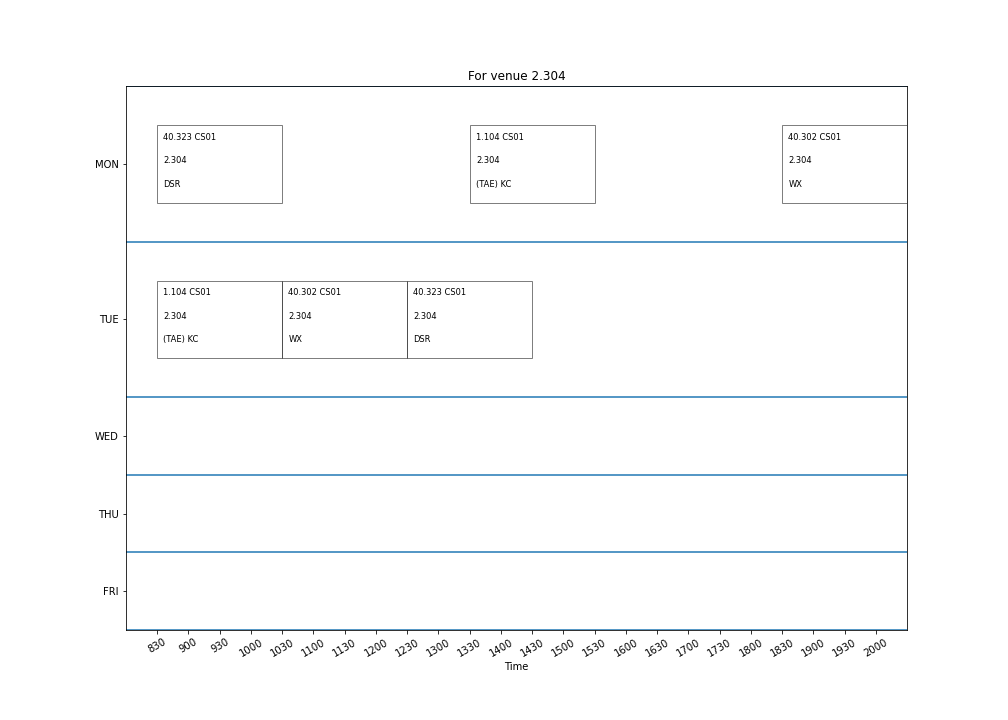 For venue 2.304
MON
40.323 CS01
2.304
DSR
1.104 CS01
2.304
(TAE) KC
40.302 CS01
2.304
WX
TUE
1.104 CS01
2.304
(TAE) KC
40.302 CS01
2.304
WX
40.323 CS01
2.304
DSR
WED
THU
FRI
830 900 930 1000 1030 1100 1130 1200 1230 1300 1330 1400 1430 1500 1530 1600 1630 1700 1730 1800 1830 1900 1930 2000
Time